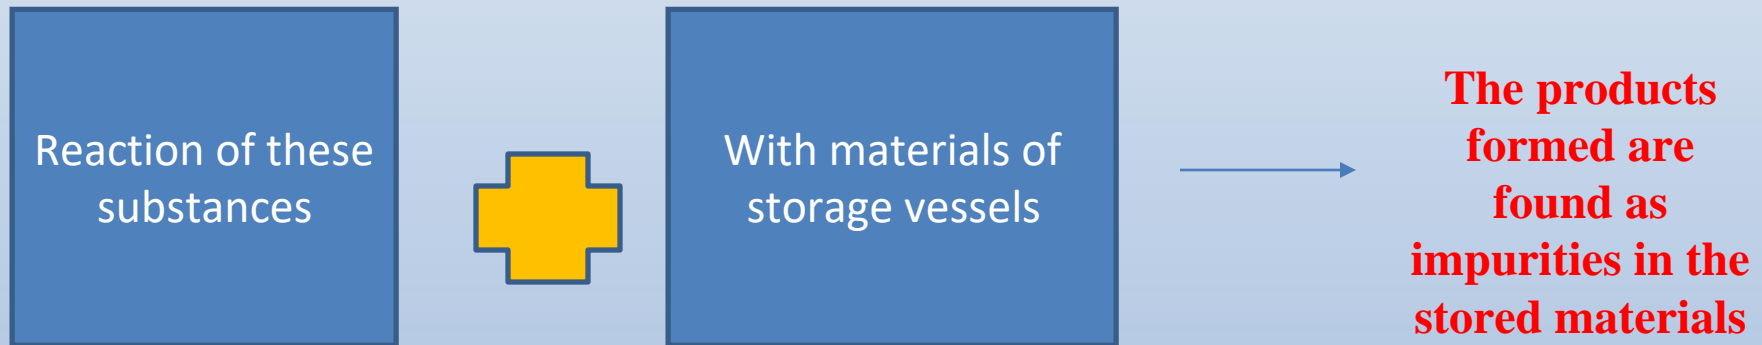 Reaction of these
substances
With materials of
storage vessels
The products
formed are
found as
impurities in the
stored materials